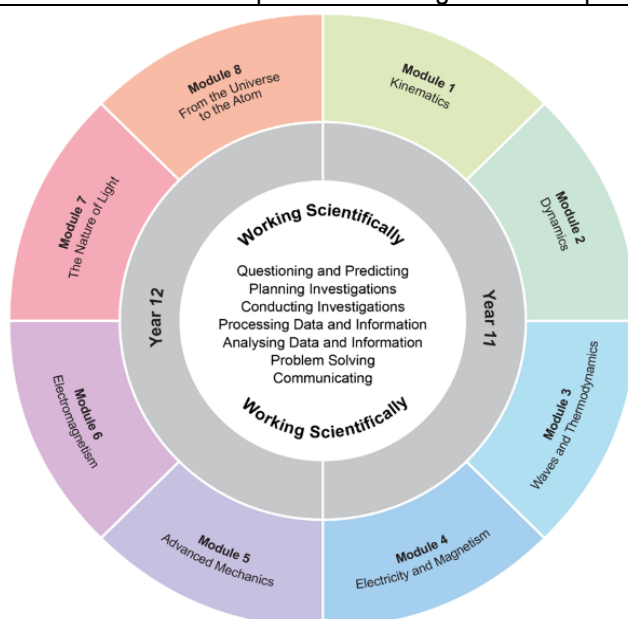 Module 1
Kinematics
Module 2
Dynamics
Module 3
Waves and Thermodynamics
Module 4
Electricity and Magnetism
Module 5
Advanced Mechanics
Module 6
Electromagnetism
Module 7
The Nature of Light
Module 8
From the Universe
to the Atom
Year 11
Year 12
Working Scientifically
Questioning and Predicting
Planning Investigations
Conducting Investigations
Processing Data and Information
Analysing Data and Information
Problem Solving
Communicating
Working Scientifically